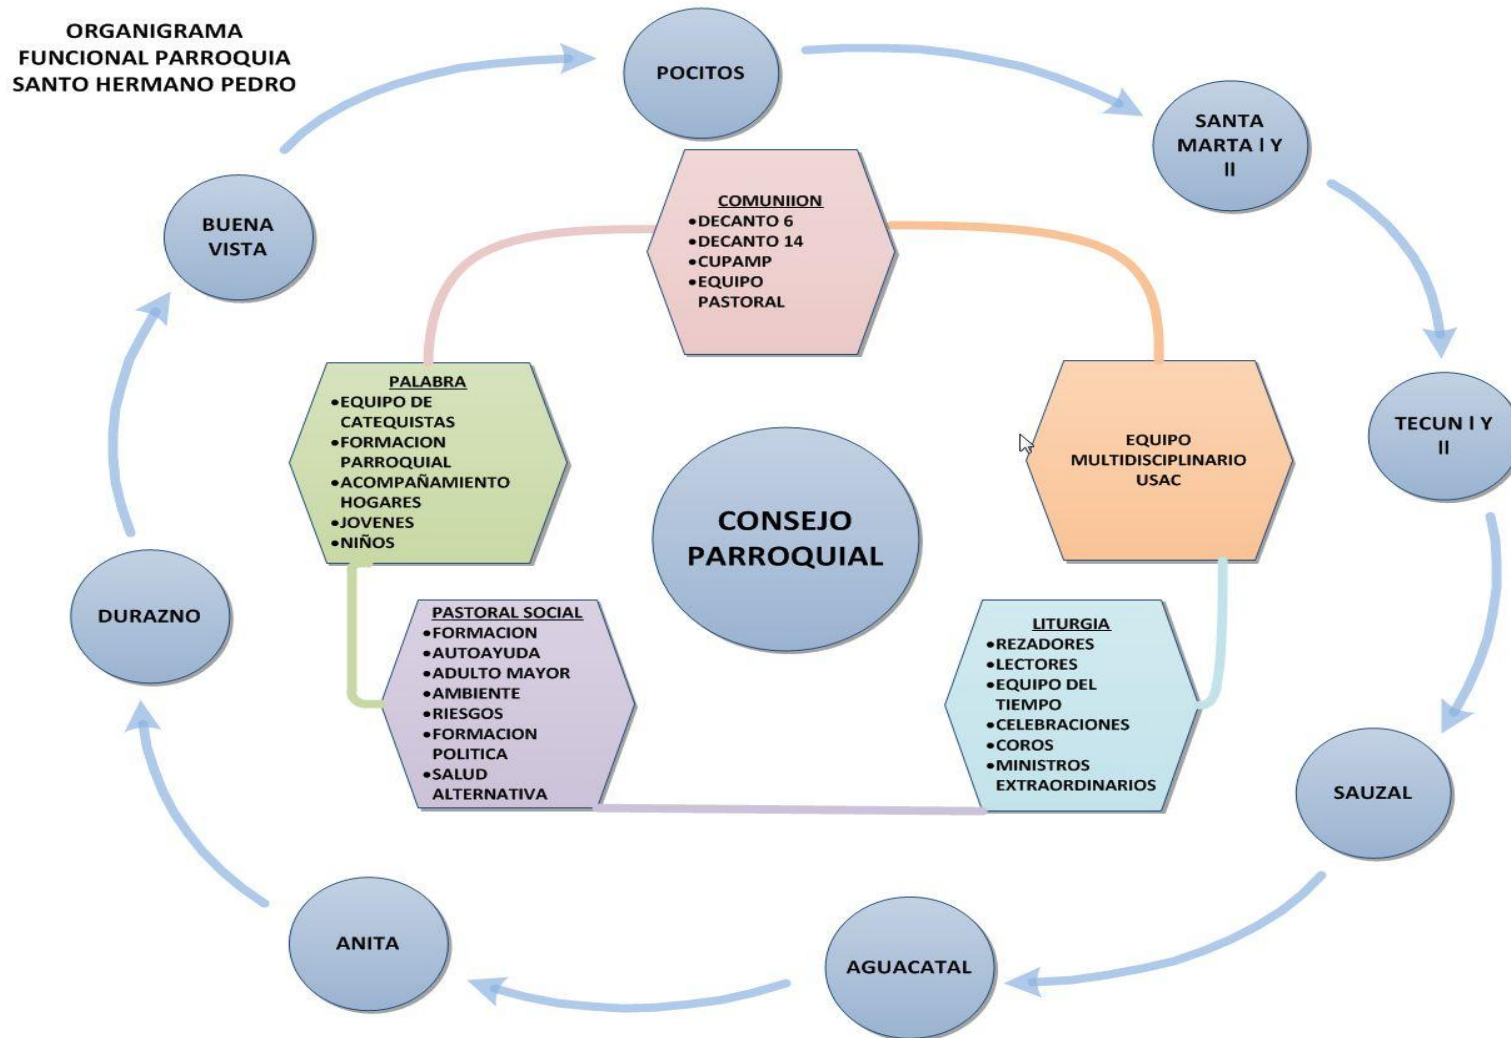 ORGANIGRAMA
FUNCIONAL PARROQUIA
SANTO HERMANO PEDRO
POCITOS
SANTA
MARTA I Y
II
BUENA
VISTA
COMUNIION
•DECANTO 6
•DECANTO 14
•CUPAMP
•EQUIPO
PASTORAL
PALABRA
•EQUIPO DE
CATEQUISTAS
•FORMACION
PARROQUIAL
•ACOMPAÑAMIENTO
HOGARES
•JOVENES
•NIÑOS
EQUIPO
MULTIDISCIPLINARIO
USAC
TECUN I Y
II
CONSEJO
PARROQUIAL
DURAZNO
PASTORAL SOCIAL
•FORMACION
•AUTOAYUDA
•ADULTO MAYOR
•AMBIENTE
•RIESGOS
•FORMACION
POLITICA
•SALUD
ALTERNATIVA
LITURGIA
•REZADORES
•LECTORES
•EQUIPO DEL
TIEMPO
•CELEBRACIONES
•COROS
•MINISTROS
EXTRAORDINARIOS
SAUZAL
ANITA
AGUACATAL